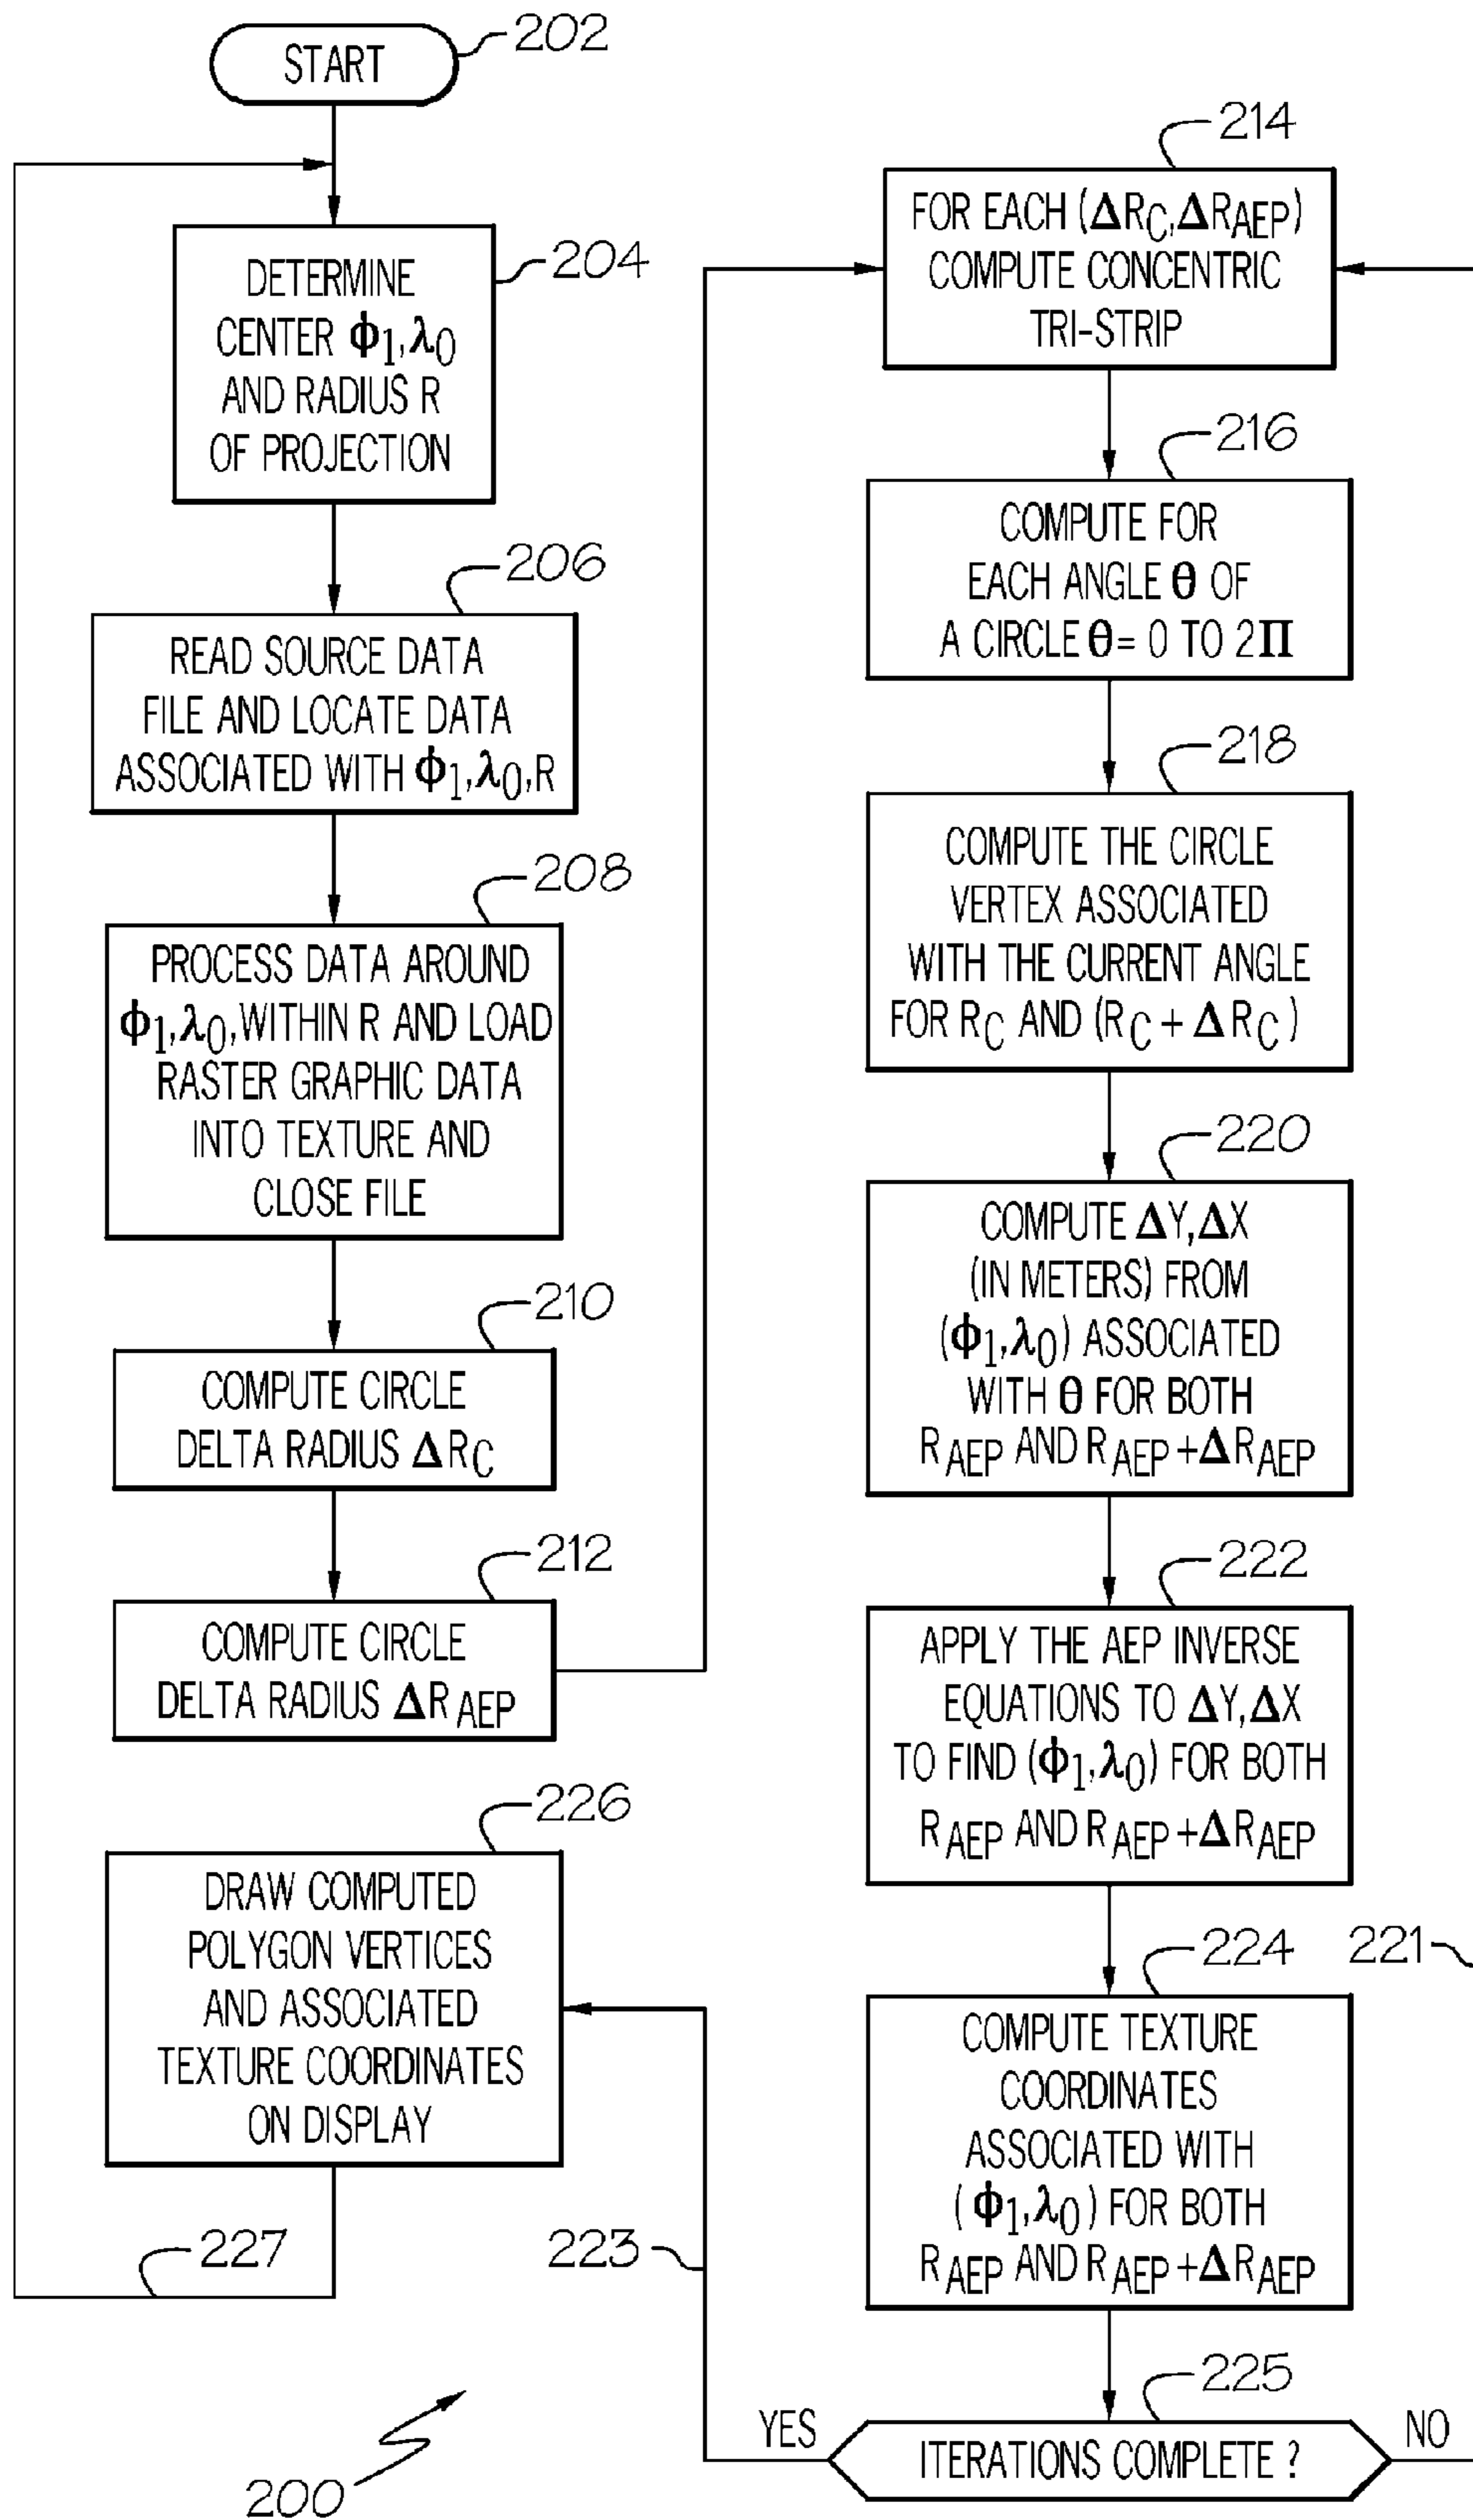 START
202
DETERMINE
CENTER Φ1,λ0
AND RADIUS R
OF PROJECTION
204
READ SOURCE DATA
FILE AND LOCATE DATA
ASSOCIATED WITH Φ1,λ0,R
206
PROCESS DATA AROUND
Φ1,λ0,WITHIN R AND LOAD
RASTER GRAPHIC DATA
INTO TEXTURE AND
CLOSE FILE
208
COMPUTE CIRCLE
DELTA RADIUS ΔRC
210
COMPUTE CIRCLE
DELTA RADIUS ΔRAEP
212
FOR EACH (ΔRC,ΔRAEP)
COMPUTE CONCENTRIC
TRI-STRIP
214
COMPUTE FOR
EACH ANGLE θ OF
A CIRCLE θ= 0 TO 2Π
216
COMPUTE THE CIRCLE
VERTEX ASSOCIATED
WITH THE CURRENT ANGLE
FOR RC AND (RC + ΔRC)
218
COMPUTE ΔY,ΔX
(IN METERS) FROM
(Φ1,λ0) ASSOCIATED
WITH θ FOR BOTH
RAEP AND RAEP +ΔRAEP
220
APPLY THE AEP INVERSE
EQUATIONS TO ΔY,ΔX
TO FIND (Φ1,λ0) FOR BOTH
RAEP AND RAEP +ΔRAEP
222
COMPUTE TEXTURE
COORDINATES
ASSOCIATED WITH
(Φ1,λ0) FOR BOTH
RAEP AND RAEP +ΔRAEP
224
221
ITERATIONS COMPLETE ?
225
YES
NO
223
DRAW COMPUTED
POLYGON VERTICES
AND ASSOCIATED
TEXTURE COORDINATES
ON DISPLAY
226
227
200